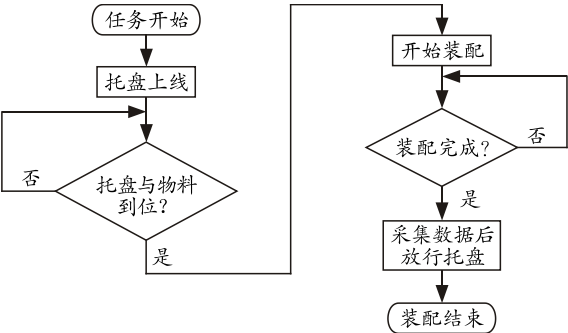 任务开始
托盘上线
托盘与物料
到位?
否
是
开始装配
装配完成?
否
是
采集数据后
放行托盘
装配结束